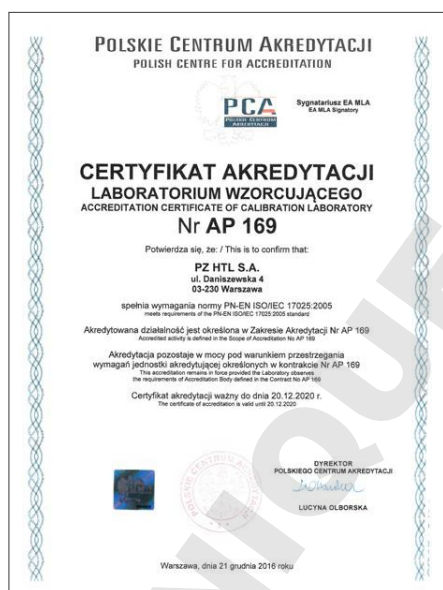 POLSKIE CENTRUM AKREDYTACJI
POLISH CENTRE FOR ACCREDITATION
PCA
POLSKIE CENTRUM
AKREDYTACJI
Sygnatariusz EA MLA
EA MLA Signatory
CERTYFIKAT AKREDYTACJI
LABORATORIUM WZORCUJĄCEGO
ACCREDITATION CERTIFICATE OF CALIBRATION LABORATORY
Nr AP 169
Potwierdza się, że: / This is to confirm that:
PZ HTL S.A.
ul. Daniszewska 4
03-230 Warszawa
spełnia wymagania normy PN-EN ISO/IEC 17025:2005
meets requirements of the PN-EN ISO/IEC 17025:2005 standard
Akredytowana działalność jest określona w Zakresie Akredytacji Nr AP 169
Accredited activity is defined in the Scope of Accreditation No AP 169
Akredytacja pozostaje w mocy pod warunkiem przestrzegania
wymagań jednostki akredytującej określonych w kontrakcie Nr AP 169
This accreditation remains in force provided the Laboratory observes
the requirements of Accreditation Body defined in the Contract No AP 169
Certyfikat akredytacji ważny do dnia 20.12.2020 r.
The certificate of accreditation is valid until 20.12.2020
DYREKTOR
POLSKIEGO CENTRUM AKREDYTACJI
LUCYNA OLBORSKA
Warszawa, dnia 21 grudnia 2016 roku